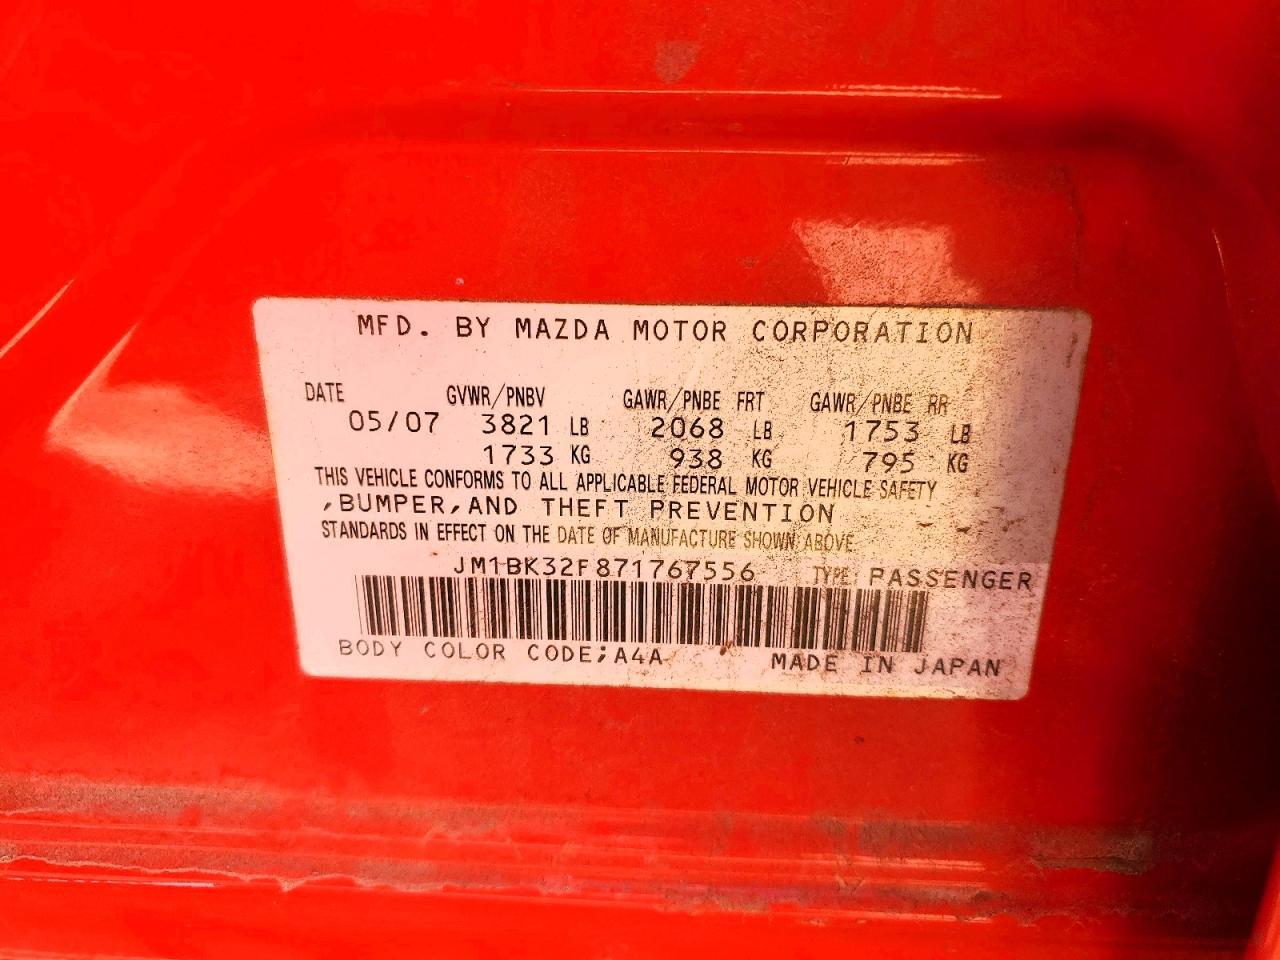 MFD. BY MAZDA MOTOR CORPORATION
DATE GVWR/PNBV GAWR/PNBE FRT GAWR/PNBE RR
05/07 3821 LB 2068 LB 1753 LB
1733 KG 938 KG 795 KG
THIS VEHICLE CONFORMS TO ALL APPLICABLE FEDERAL MOTOR VEHICLE SAFETY
,BUMPER,AND THEFT PREVENTION
STANDARDS IN EFFECT ON THE DATE OF MANUFACTURE SHOWN ABOVE.
JM1BK32F871767556 TYPE: PASSENGER
BODY COLOR CODE;A4A MADE IN JAPAN